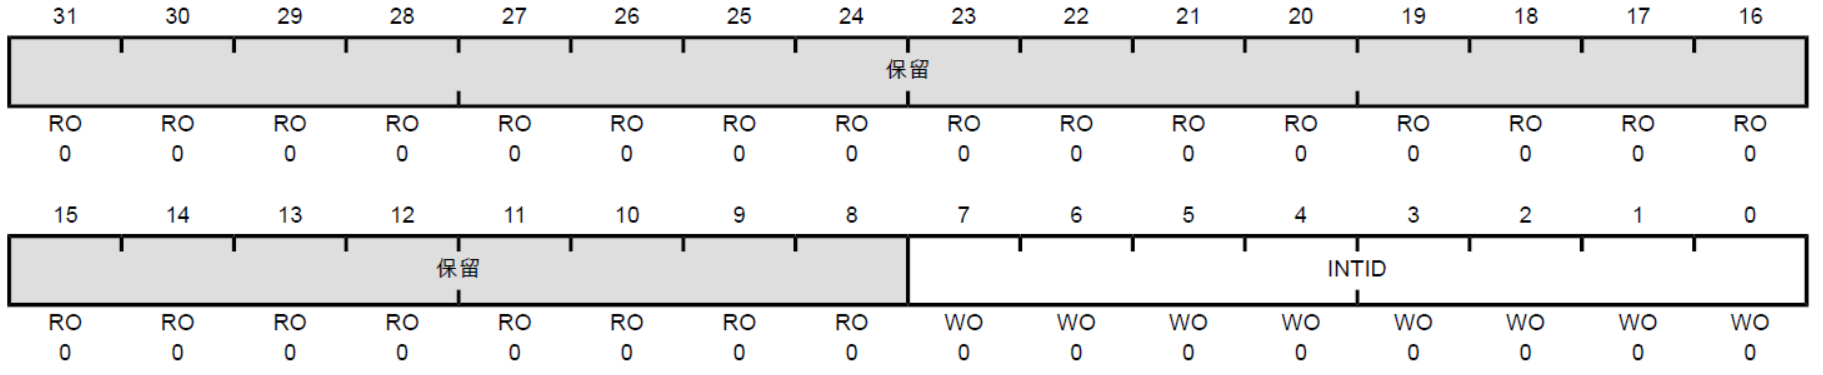 31 30 29 28 27 26 25 24 23 22 21 20 19 18 17 16
保留
RO RO RO RO RO RO RO RO RO RO RO RO RO RO RO RO
0 0 0 0 0 0 0 0 0 0 0 0 0 0 0 0
15 14 13 12 11 10 9 8 7 6 5 4 3 2 1 0
保留 INTID
RO RO RO RO RO RO RO RO WO WO WO WO WO WO WO WO
0 0 0 0 0 0 0 0 0 0 0 0 0 0 0 0